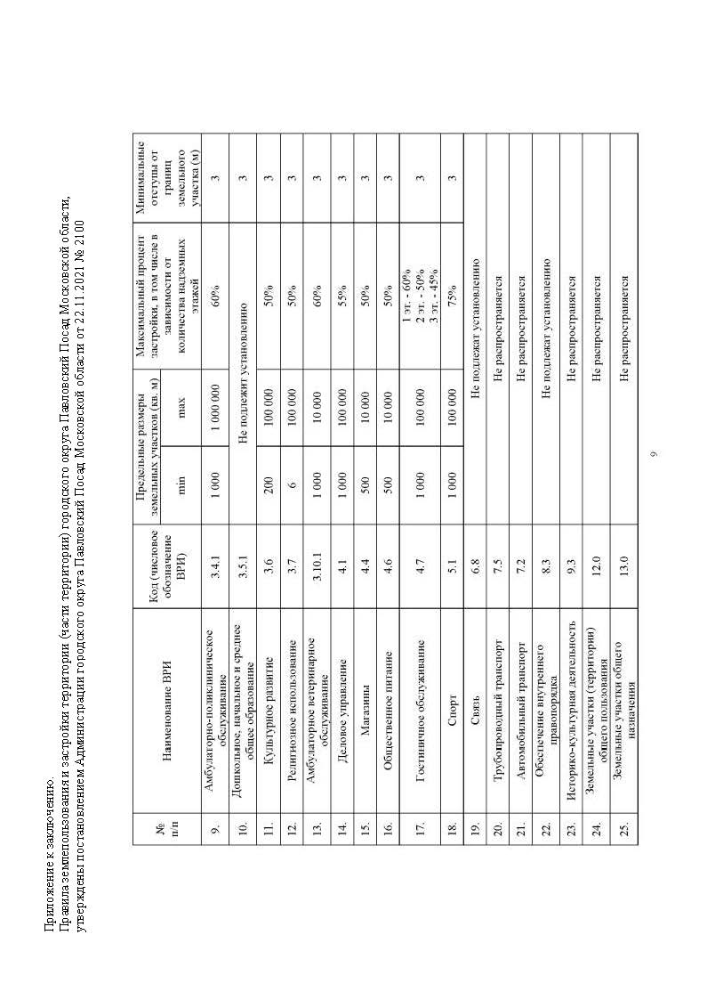 Приложение к заключению.
Правила землепользования и застройки территории (части территории) городского округа Павловский Посад Московской области,
утверждены постановлением Администрации городского округа Павловский Посад Московской области от 22.11.2021 № 2100
№
п/п
Наименование ВРИ
Код (числовое
обозначение
ВРИ)
Предельные размеры
земельных участков (кв. м)
min
max
Максимальный процент
застройки, в том числе в
зависимости от
количества надземных
этажей
Минимальные
отступы от
границ
земельного
участка (м)
9. Амбулаторно-поликлиническое
обслуживание
3.4.1 1 000 1 000 000 60% 3
10. Дошкольное, начальное и среднее
общее образование
3.5.1 Не подлежит установлению 3
11. Культурное развитие 3.6 200 100 000 50% 3
12. Религиозное использование 3.7 6 100 000 50% 3
13. Амбулаторное ветеринарное
обслуживание
3.10.1 1 000 10 000 60% 3
14. Деловое управление 4.1 1 000 100 000 55% 3
15. Магазины 4.4 500 10 000 50% 3
16. Общественное питание 4.6 500 10 000 50% 3
17. Гостиничное обслуживание 4.7 1 000 100 000
1 эт. - 60%
2 эт. - 50%
3 эт. - 45%
3
18. Спорт 5.1 1 000 100 000 75% 3
19. Связь 6.8 Не подлежат установлению
20. Трубопроводный транспорт 7.5 Не распространяется
21. Автомобильный транспорт 7.2 Не распространяется
22. Обеспечение внутреннего
правопорядка
8.3 Не подлежат установлению
23. Историко-культурная деятельность 9.3 Не распространяется
24. Земельные участки (территории)
общего пользования
12.0 Не распространяется
25. Земельные участки общего
назначения
13.0 Не распространяется
9